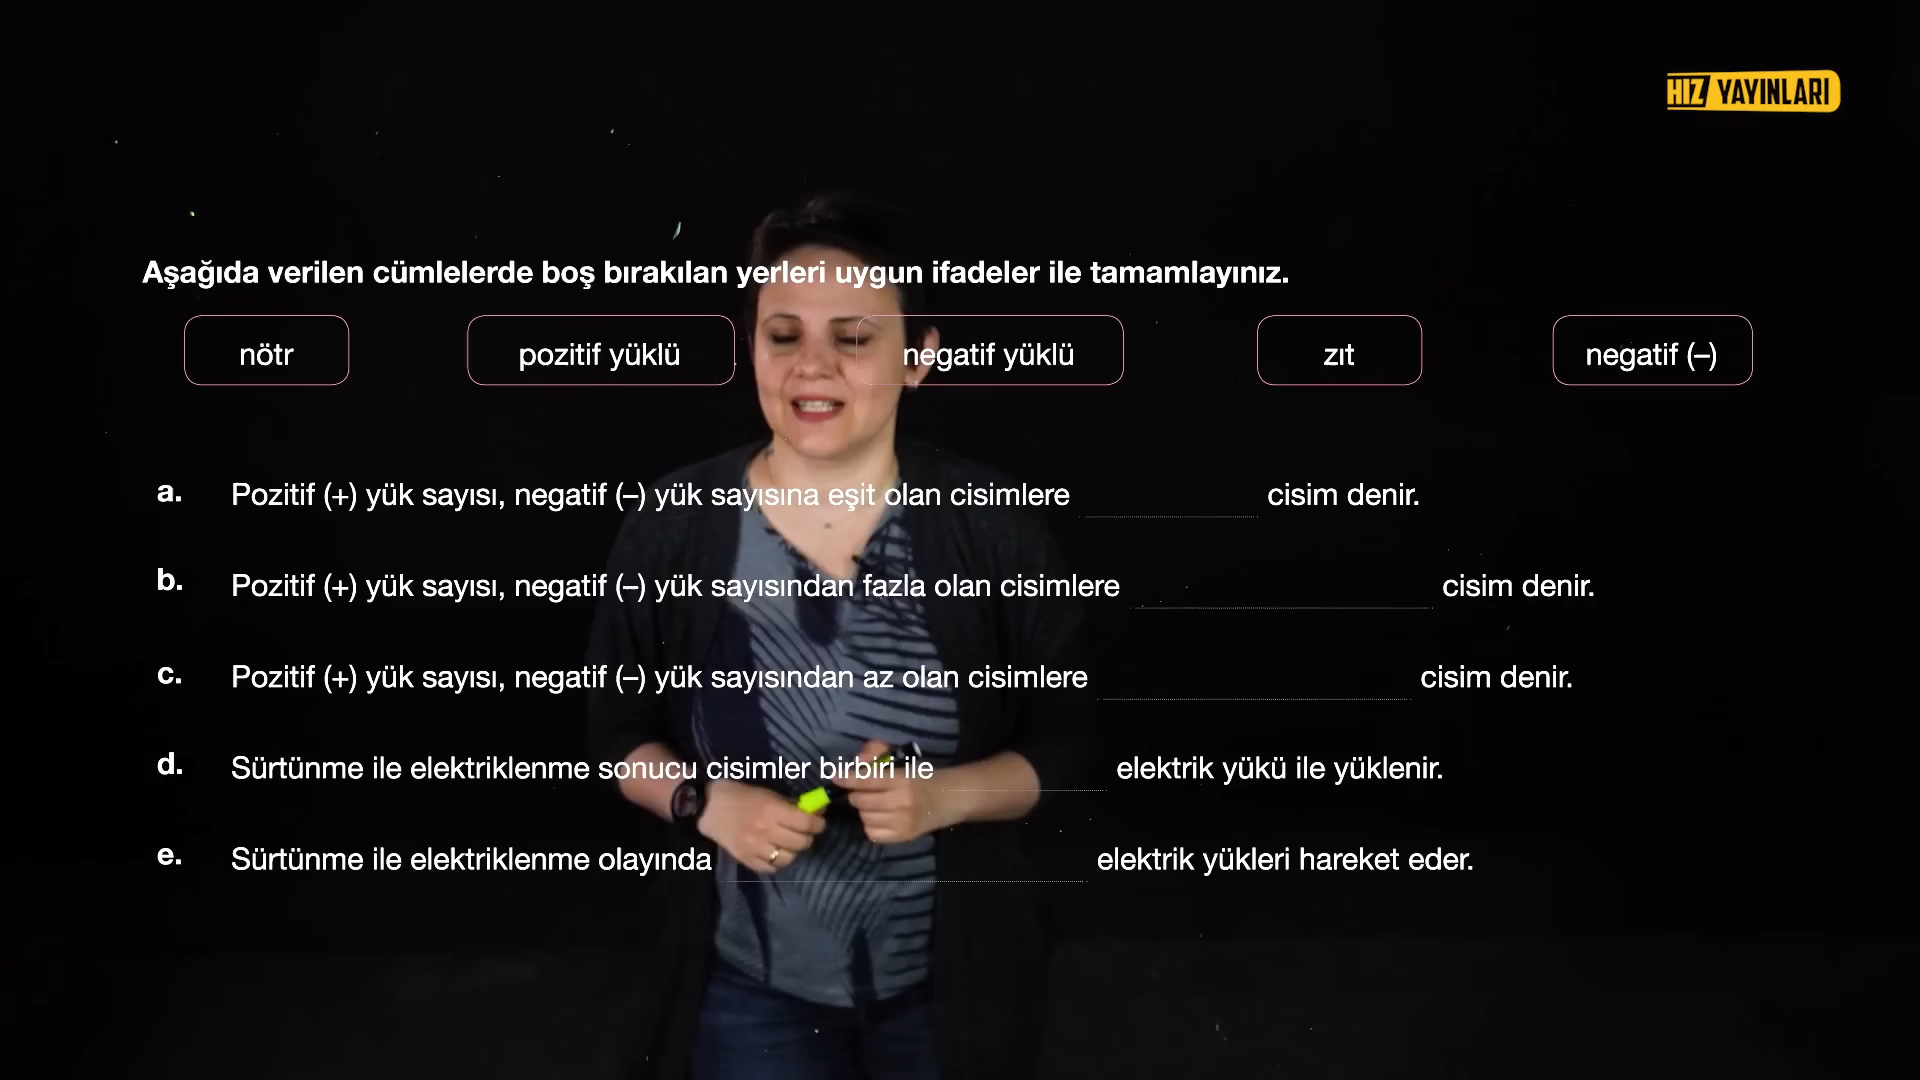 HIZ YAYINLARI
Aşağıda verilen cümlelerde boş bırakılan yerleri uygun ifadeler ile tamamlayınız.
nötr pozitif yüklü negatif yüklü zıt negatif (–)
a. Pozitif (+) yük sayısı, negatif (–) yük sayısına eşit olan cisimlere cisim denir.
b. Pozitif (+) yük sayısı, negatif (–) yük sayısından fazla olan cisimlere cisim denir.
c. Pozitif (+) yük sayısı, negatif (–) yük sayısından az olan cisimlere cisim denir.
d. Sürtünme ile elektriklenme sonucu cisimler birbiri ile elektrik yükü ile yüklenir.
e. Sürtünme ile elektriklenme olayında elektrik yükleri hareket eder.